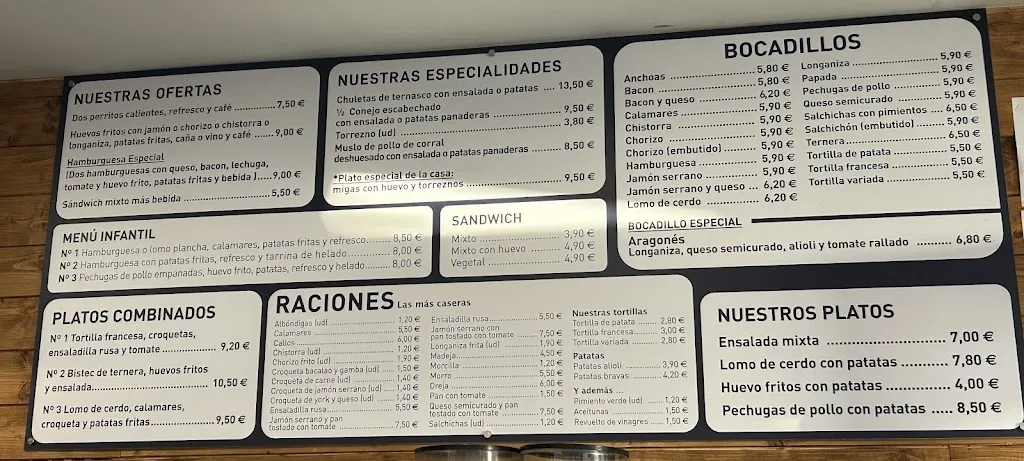 NUESTRAS OFERTAS
Dos perritos calientes, refresco y café ............... 7,50 €
Huevos fritos con jamón o chorizo o chistorra o
longaniza, patatas fritas, caña o vino y café ....... 9,00 €
Hamburguesa Especial
(Dos hamburguesas con queso, bacon, lechuga,
tomate y huevo frito, patatas fritas y bebida ).....9,00 €
Sándwich mixto más bebida ........................... 5,50 €
NUESTRAS ESPECIALIDADES
Chuletas de ternasco con ensalada o patatas .... 13,50 €
½ Conejo escabechado
con ensalada o patatas panaderas ................... 9,50 €
Torrezno (ud) .......................................... 3,80 €
Muslo de pollo de corral
deshuesado con ensalada o patatas panaderas ........ 8,50 €
*Plato especial de la casa:
migas con huevo y torreznos ......................... 9,50 €
BOCADILLOS
Anchoas ........................ 5,80 €
Bacon ........................... 5,80 €
Bacon y queso ................ 6,20 €
Calamares ..................... 5,90 €
Chistorra ...................... 5,90 €
Chorizo ........................ 5,90 €
Chorizo (embutido) ......... 5,90 €
Hamburguesa ................. 5,90 €
Jamón serrano ............... 5,90 €
Jamón serrano y queso .... 6,20 €
Lomo de cerdo ............... 6,20 €
Longaniza ........................ 5,90 €
Papada ........................... 5,90 €
Pechugas de pollo ............. 5,90 €
Queso semicurado ............. 5,90 €
Salchichas con pimientos .... 6,50 €
Salchichón (embutido) ........ 5,90 €
Ternera ........................... 6,50 €
Tortilla de patata ............... 5,50 €
Tortilla francesa ................ 5,50 €
Tortilla variada .................. 5,50 €
BOCADILLO ESPECIAL
Aragonés
Longaniza, queso semicurado, alioli y tomate rallado .......... 6,80 €
MENÚ INFANTIL
Nº 1 Hamburguesa o lomo plancha, calamares, patatas fritas y refresco........ 8,50 €
Nº 2 Hamburguesa con patatas fritas, refresco y tarrina de helado........ 8,00 €
Nº 3 Pechugas de pollo empanadas, huevo frito, patatas, refresco y helado........ 8,00 €
SANDWICH
Mixto ........................ 3,90 €
Mixto con huevo .......... 4,90 €
Vegetal ..................... 4,90 €
PLATOS COMBINADOS
Nº 1 Tortilla francesa, croquetas,
ensaladilla rusa y tomate ................ 9,20 €
Nº 2 Bistec de ternera, huevos fritos
y ensalada............................ 10,50 €
Nº 3 Lomo de cerdo, calamares,
croqueta y patatas fritas................9,50 €
RACIONES Las más caseras
Albóndigas (ud) ................ 1,20 €
Calamares ...................... 5,50 €
Callos ............................ 6,00 €
Chistorra (ud) .................. 1,20 €
Chorizo frito (ud) .............. 1,90 €
Croqueta bacalao y gamba (ud) ....... 1,50 €
Croqueta de carne (ud) ........ 1,40 €
Croqueta de jamón serrano (ud) ...... 1,40 €
Croqueta de york y queso (ud) ....... 1,40 €
Ensaladilla rusa................ 5,50 €
Jamón serrano y pan
tostado con tomate ............ 7,50 €
Ensaladilla rusa................ 5,50 €
Jamón serrano con
pan tostado con tomate ....... 7,50 €
Longaniza frita (ud) ........... 1,90 €
Madeja........................... 4,50 €
Morcilla ......................... 1,20 €
Morro ............................ 5,50 €
Oreja ............................ 6,00 €
Pan con tomate ................ 1,50 €
Queso semicurado y pan
tostado con tomate ............ 7,50 €
Salchichas (ud) ................ 1,20 €
Nuestras tortillas
Tortilla de patata ....... 2,80 €
Tortilla francesa......... 3,00 €
Tortilla variada .......... 2,80 €
Patatas
Patatas alioli ............. 3,90 €
Patatas bravas .......... 4,20 €
Y además
Pimiento verde (ud) ..... 1,20 €
Aceitunas ................. 1,50 €
Revuelto de vinagres ... 1,50 €
NUESTROS PLATOS
Ensalada mixta .................... 7,00 €
Lomo de cerdo con patatas ...... 7,80 €
Huevo fritos con patatas ......... 4,00 €
Pechugas de pollo con patatas ..... 8,50 €